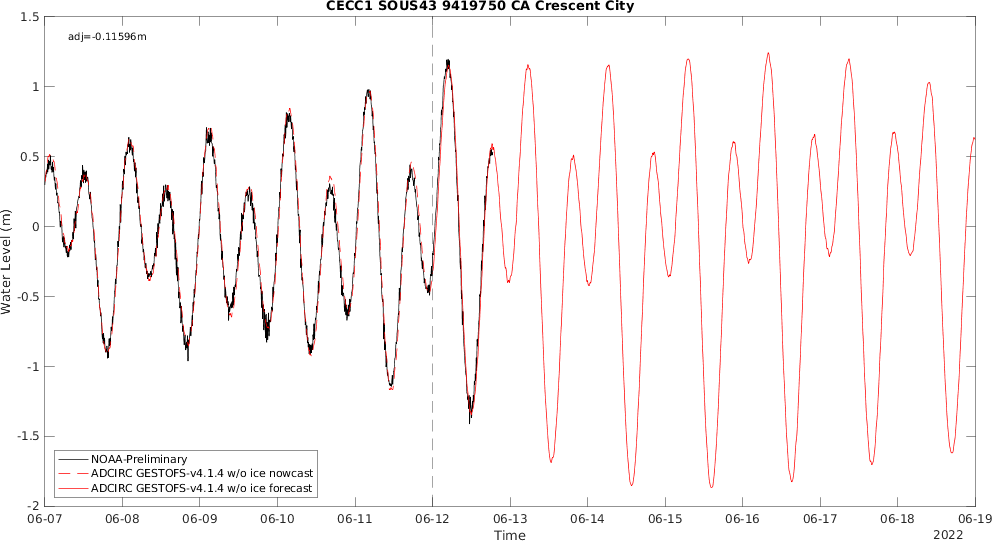 CECC1 SOUS43 9419750 CA Crescent City
adj=-0.11596m
1.5
1
0.5
0
-0.5
-1
-1.5
-2
Water Level (m)
NOAA-Preliminary
ADCIRC GESTOFS-v4.1.4 w/o ice nowcast
ADCIRC GESTOFS-v4.1.4 w/o ice forecast
06-07 06-08 06-09 06-10 06-11 06-12 06-13 06-14 06-15 06-16 06-17 06-18 06-19
Time
2022